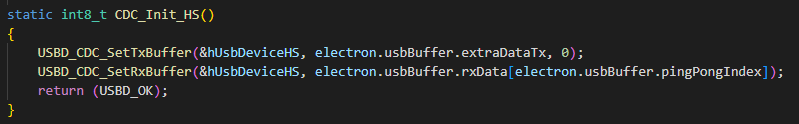 static int8_t CDC_Init_HS()
{
    USBD_CDC_SetTxBuffer(&hUsbDeviceHS, electron.usbBuffer.extraDataTx, 0);
    USBD_CDC_SetRxBuffer(&hUsbDeviceHS, electron.usbBuffer.rxData[electron.usbBuffer.pingPongIndex]);
    return (USBD_OK);
}